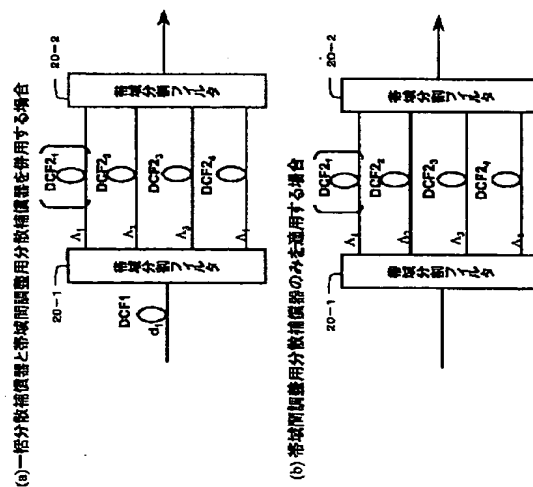 (a)一括分散補償器と帯域間調整用分散補償器を併用する場合
20-1
20-2
DCF1
d₁
帯域分割フィルタ
Λ₁
DCF2₁
DCF2₂
Λ₃
DCF2₃
DCF2₄
帯域分割フィルタ
(b) 帯域間調整用分散補償器のみを適用する場合
20-1
20-2
帯域分割フィルタ
Λ₁
DCF2₁
Λ₂
DCF2₂
Λ₃
DCF2₃
DCF2₄
帯域分割フィルタ